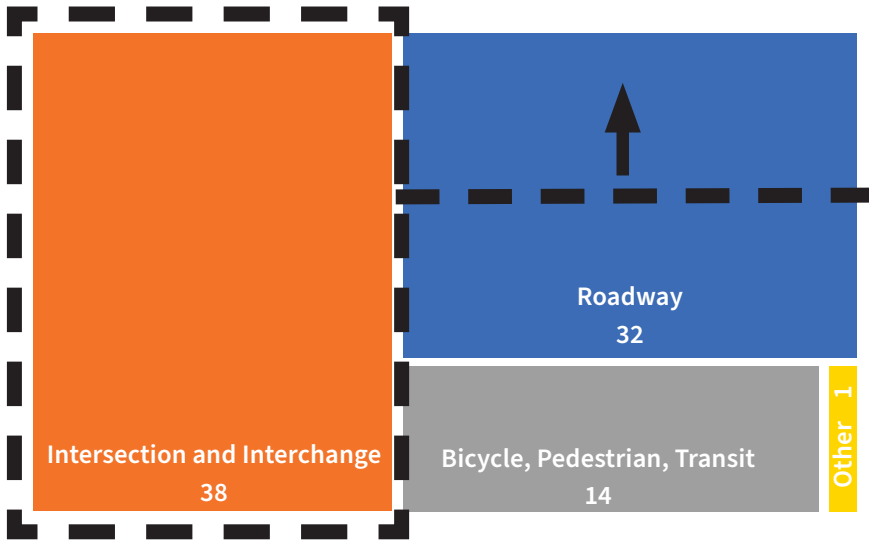 Roadway
32
Intersection and Interchange
38
Bicycle, Pedestrian, Transit
14
Other 1